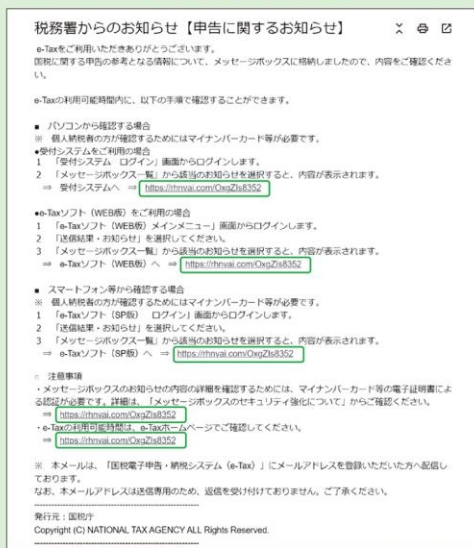 税務署からのお知らせ【申告に関するお知らせ】
e-Taxをご利用いただきありがとうございます。
国税に関する申告の参考となる情報について、メッセージボックスに格納しましたので、内容をご確認くださ
い。
e-Taxの利用可能時間内に、以下の手順で確認することができます。
■ パソコンから確認する場合
※ 個人納税者の方が確認するためにはマイナンバーカード等が必要です。
●受付システムをご利用の場合
1 「受付システム ログイン」画面からログインします。
2 「メッセージボックス一覧」から該当のお知らせを選択すると、内容が表示されます。
⇒ 受付システムへ ⇒ https://rhnvai.com/OxgZIs8352
●e-Taxソフト（WEB版）をご利用の場合
1 「e-Taxソフト（WEB版）メインメニュー」画面からログインします。
2 「送信結果・お知らせ」を選択してください。
3 「メッセージボックス一覧」から該当のお知らせを選択すると、内容が表示されます。
⇒ e-Taxソフト（WEB版）へ ⇒ https://rhnvai.com/OxgZIs8352
■ スマートフォン等から確認する場合
※ 個人納税者の方が確認するためにはマイナンバーカード等が必要です。
1 「e-Taxソフト（SP版） ログイン」画面からログインします。
2 「送信結果・お知らせ」を選択してください。
3 「メッセージボックス一覧」から該当のお知らせを選択すると、内容が表示されます。
⇒ e-Taxソフト（SP版）へ ⇒ https://rhnvai.com/OxgZIs8352
○ 注意事項
・メッセージボックスのお知らせの内容の詳細を確認するためには、マイナンバーカード等の電子証明書によ
る認証が必要です。詳細は、「メッセージボックスのセキュリティ強化について」からご確認ください。
⇒ https://rhnvai.com/OxgZIs8352
・e-Taxの利用可能時間は、e-Taxホームページでご確認してください。
⇒ https://rhnvai.com/OxgZIs8352
※ 本メールは、「国税電子申告・納税システム（e-Tax）」にメールアドレスを登録いただいた方へ配信し
ております。
なお、本メールアドレスは送信専用のため、返信を受け付けておりません。ご了承ください。
--------------------------------------------
発行元：国税庁
Copyright (C) NATIONAL TAX AGENCY ALL Rights Reserved.
--------------------------------------------